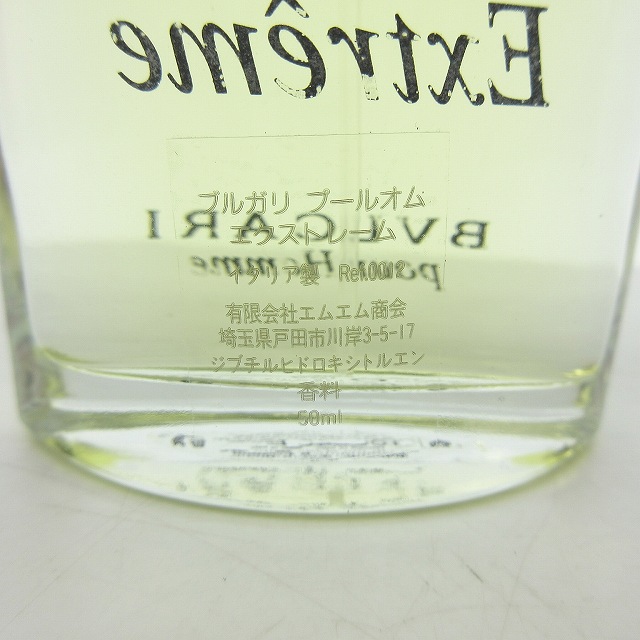 Extrême
ブルガリ プールオム
BVLGARI
エクストレーム
pour Homme
イタリア製
有限会社エムエム商会
埼玉県戸田市川岸3-5-17
ジブチルヒドロキシトルエン
香料
50ml